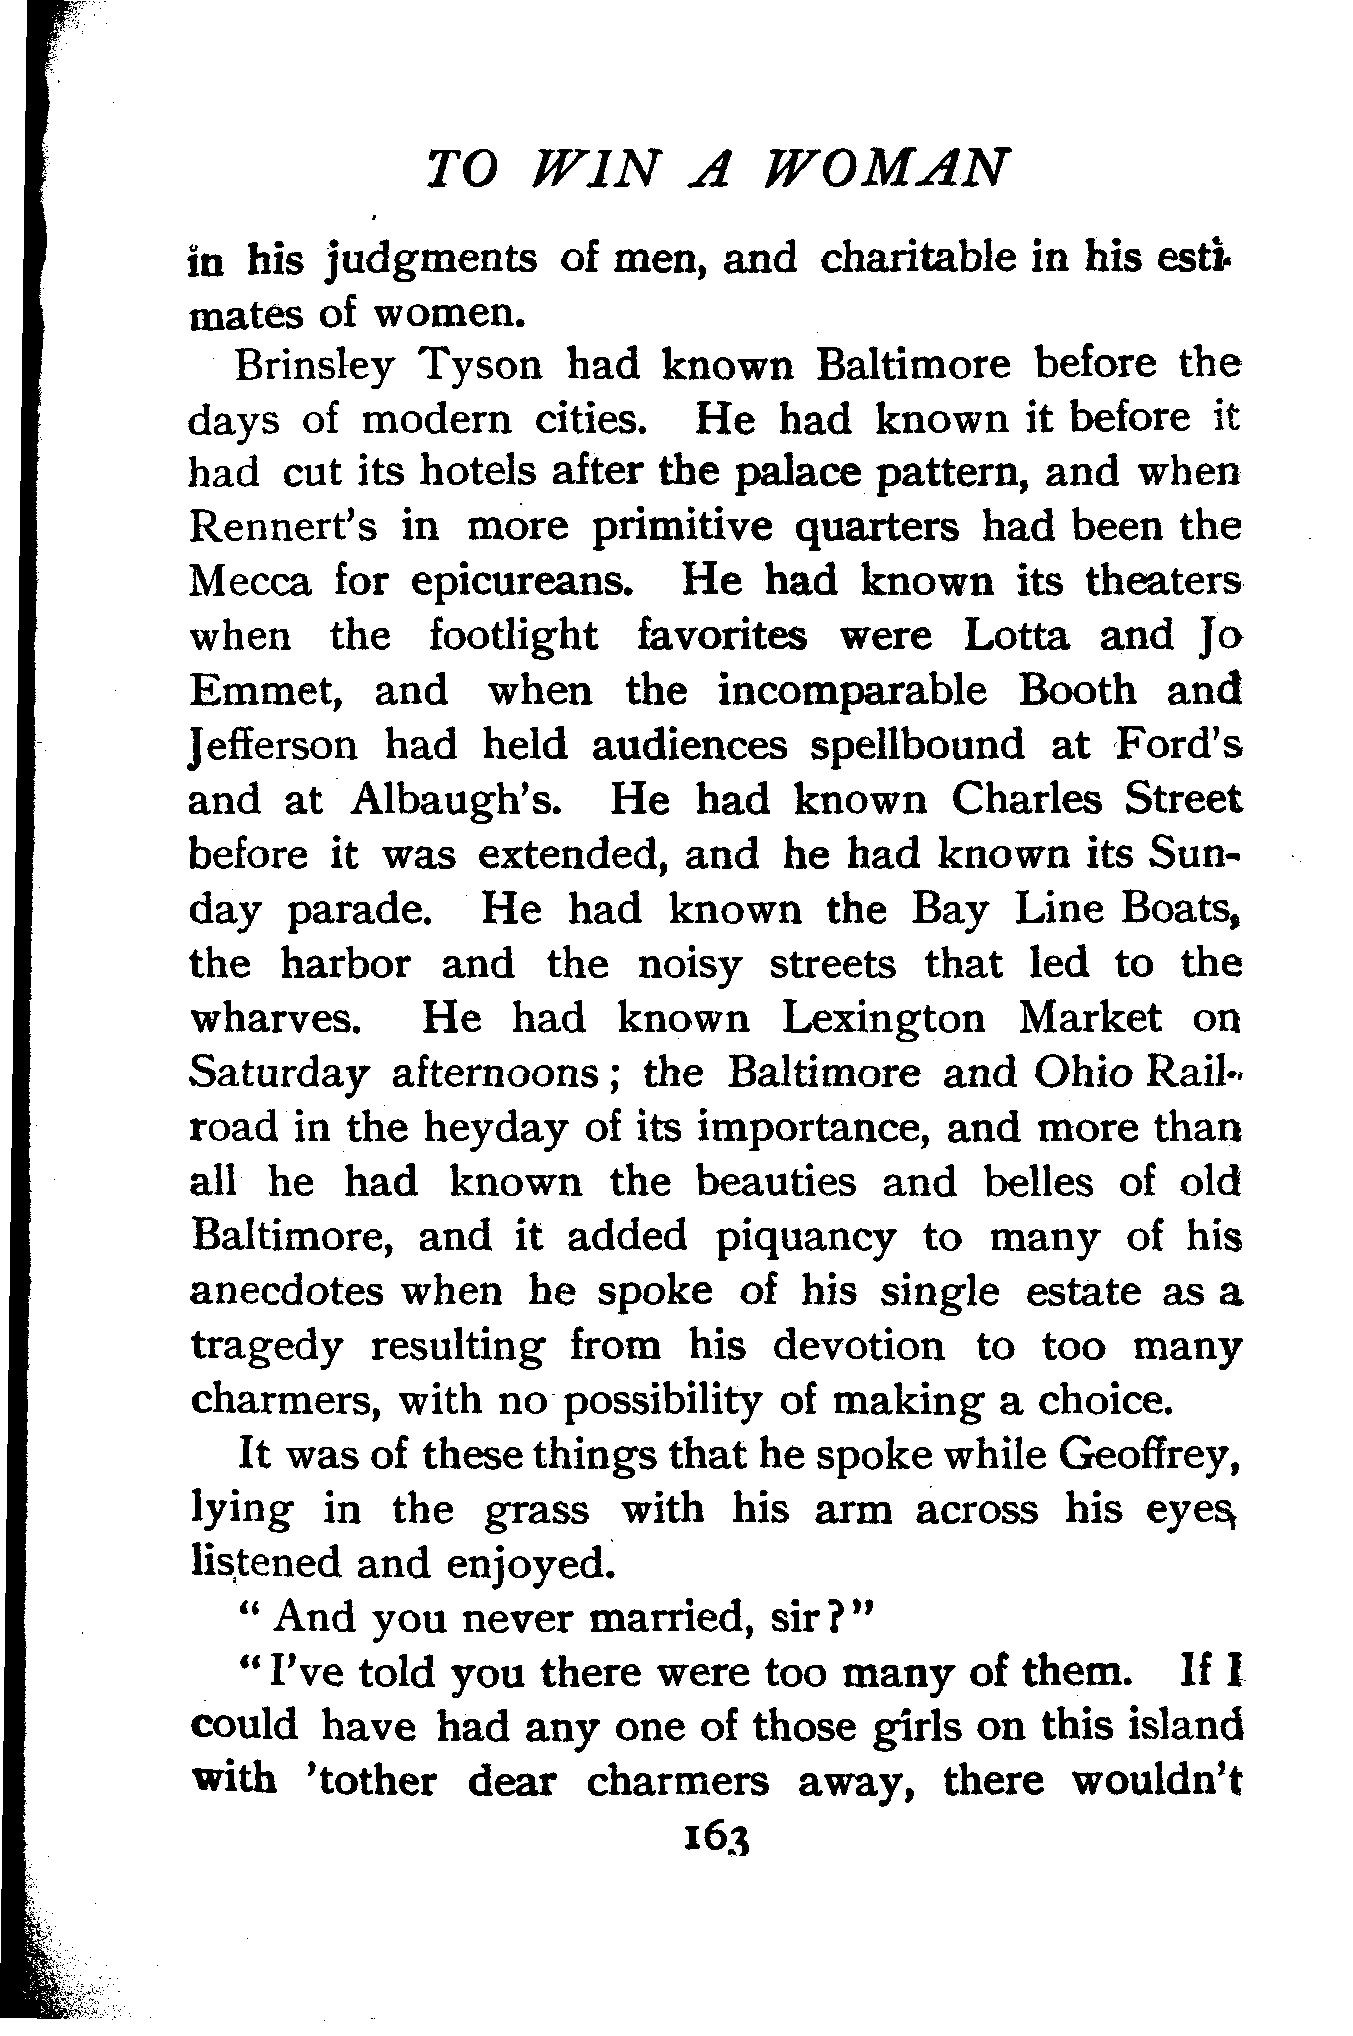 TO WIN A WOMAN
in his judgments of men, and charitable in his esti-
mates of women.
Brinsley Tyson had known Baltimore before the
days of modern cities. He had known it before it
had cut its hotels after the palace pattern, and when
Rennert's in more primitive quarters had been the
Mecca for epicureans. He had known its theaters
when the footlight favorites were Lotta and Jo
Emmet, and when the incomparable Booth and
Jefferson had held audiences spellbound at Ford's
and at Albaugh's. He had known Charles Street
before it was extended, and he had known its Sun-
day parade. He had known the Bay Line Boats,
the harbor and the noisy streets that led to the
wharves. He had known Lexington Market on
Saturday afternoons; the Baltimore and Ohio Rail-
road in the heyday of its importance, and more than
all he had known the beauties and belles of old
Baltimore, and it added piquancy to many of his
anecdotes when he spoke of his single estate as a
tragedy resulting from his devotion to too many
charmers, with no possibility of making a choice.
It was of these things that he spoke while Geoffrey,
lying in the grass with his arm across his eyes,
listened and enjoyed.
"And you never married, sir?"
"I've told you there were too many of them. If I
could have had any one of those girls on this island
with 'tother dear charmers away, there wouldn't
163